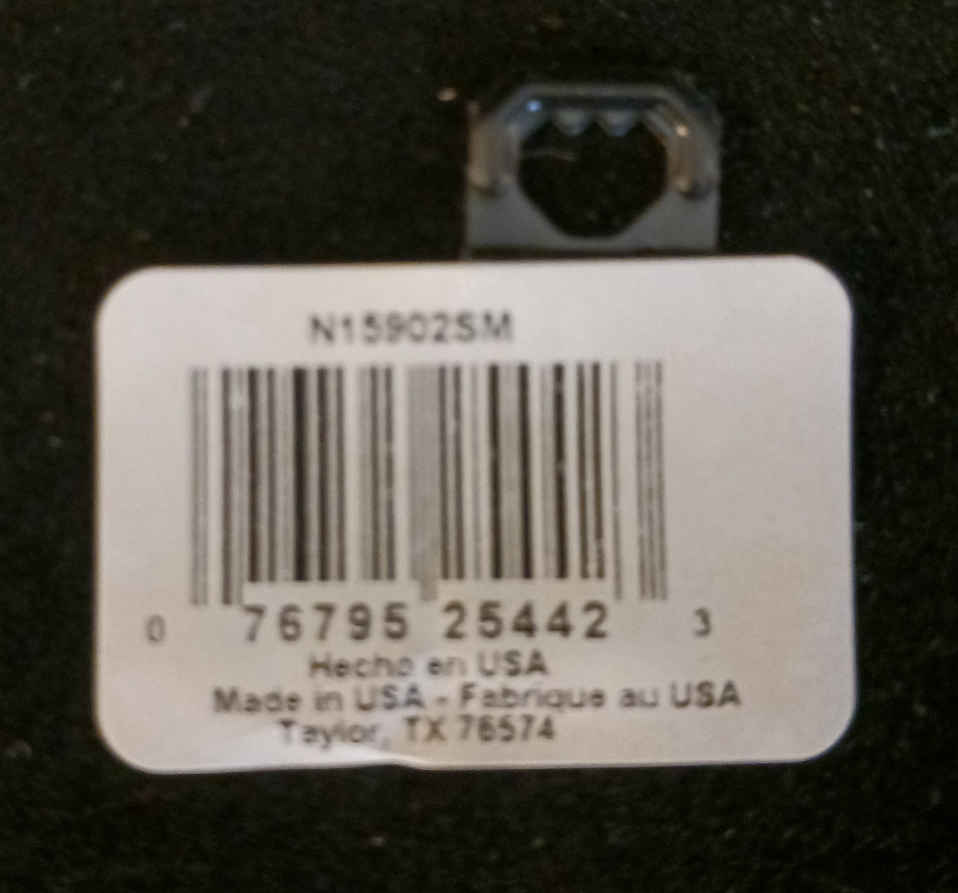 N15902SM
0 76795 25442 3
Hecho en USA
Made in USA - Fabrique au USA
Taylor, TX 76574